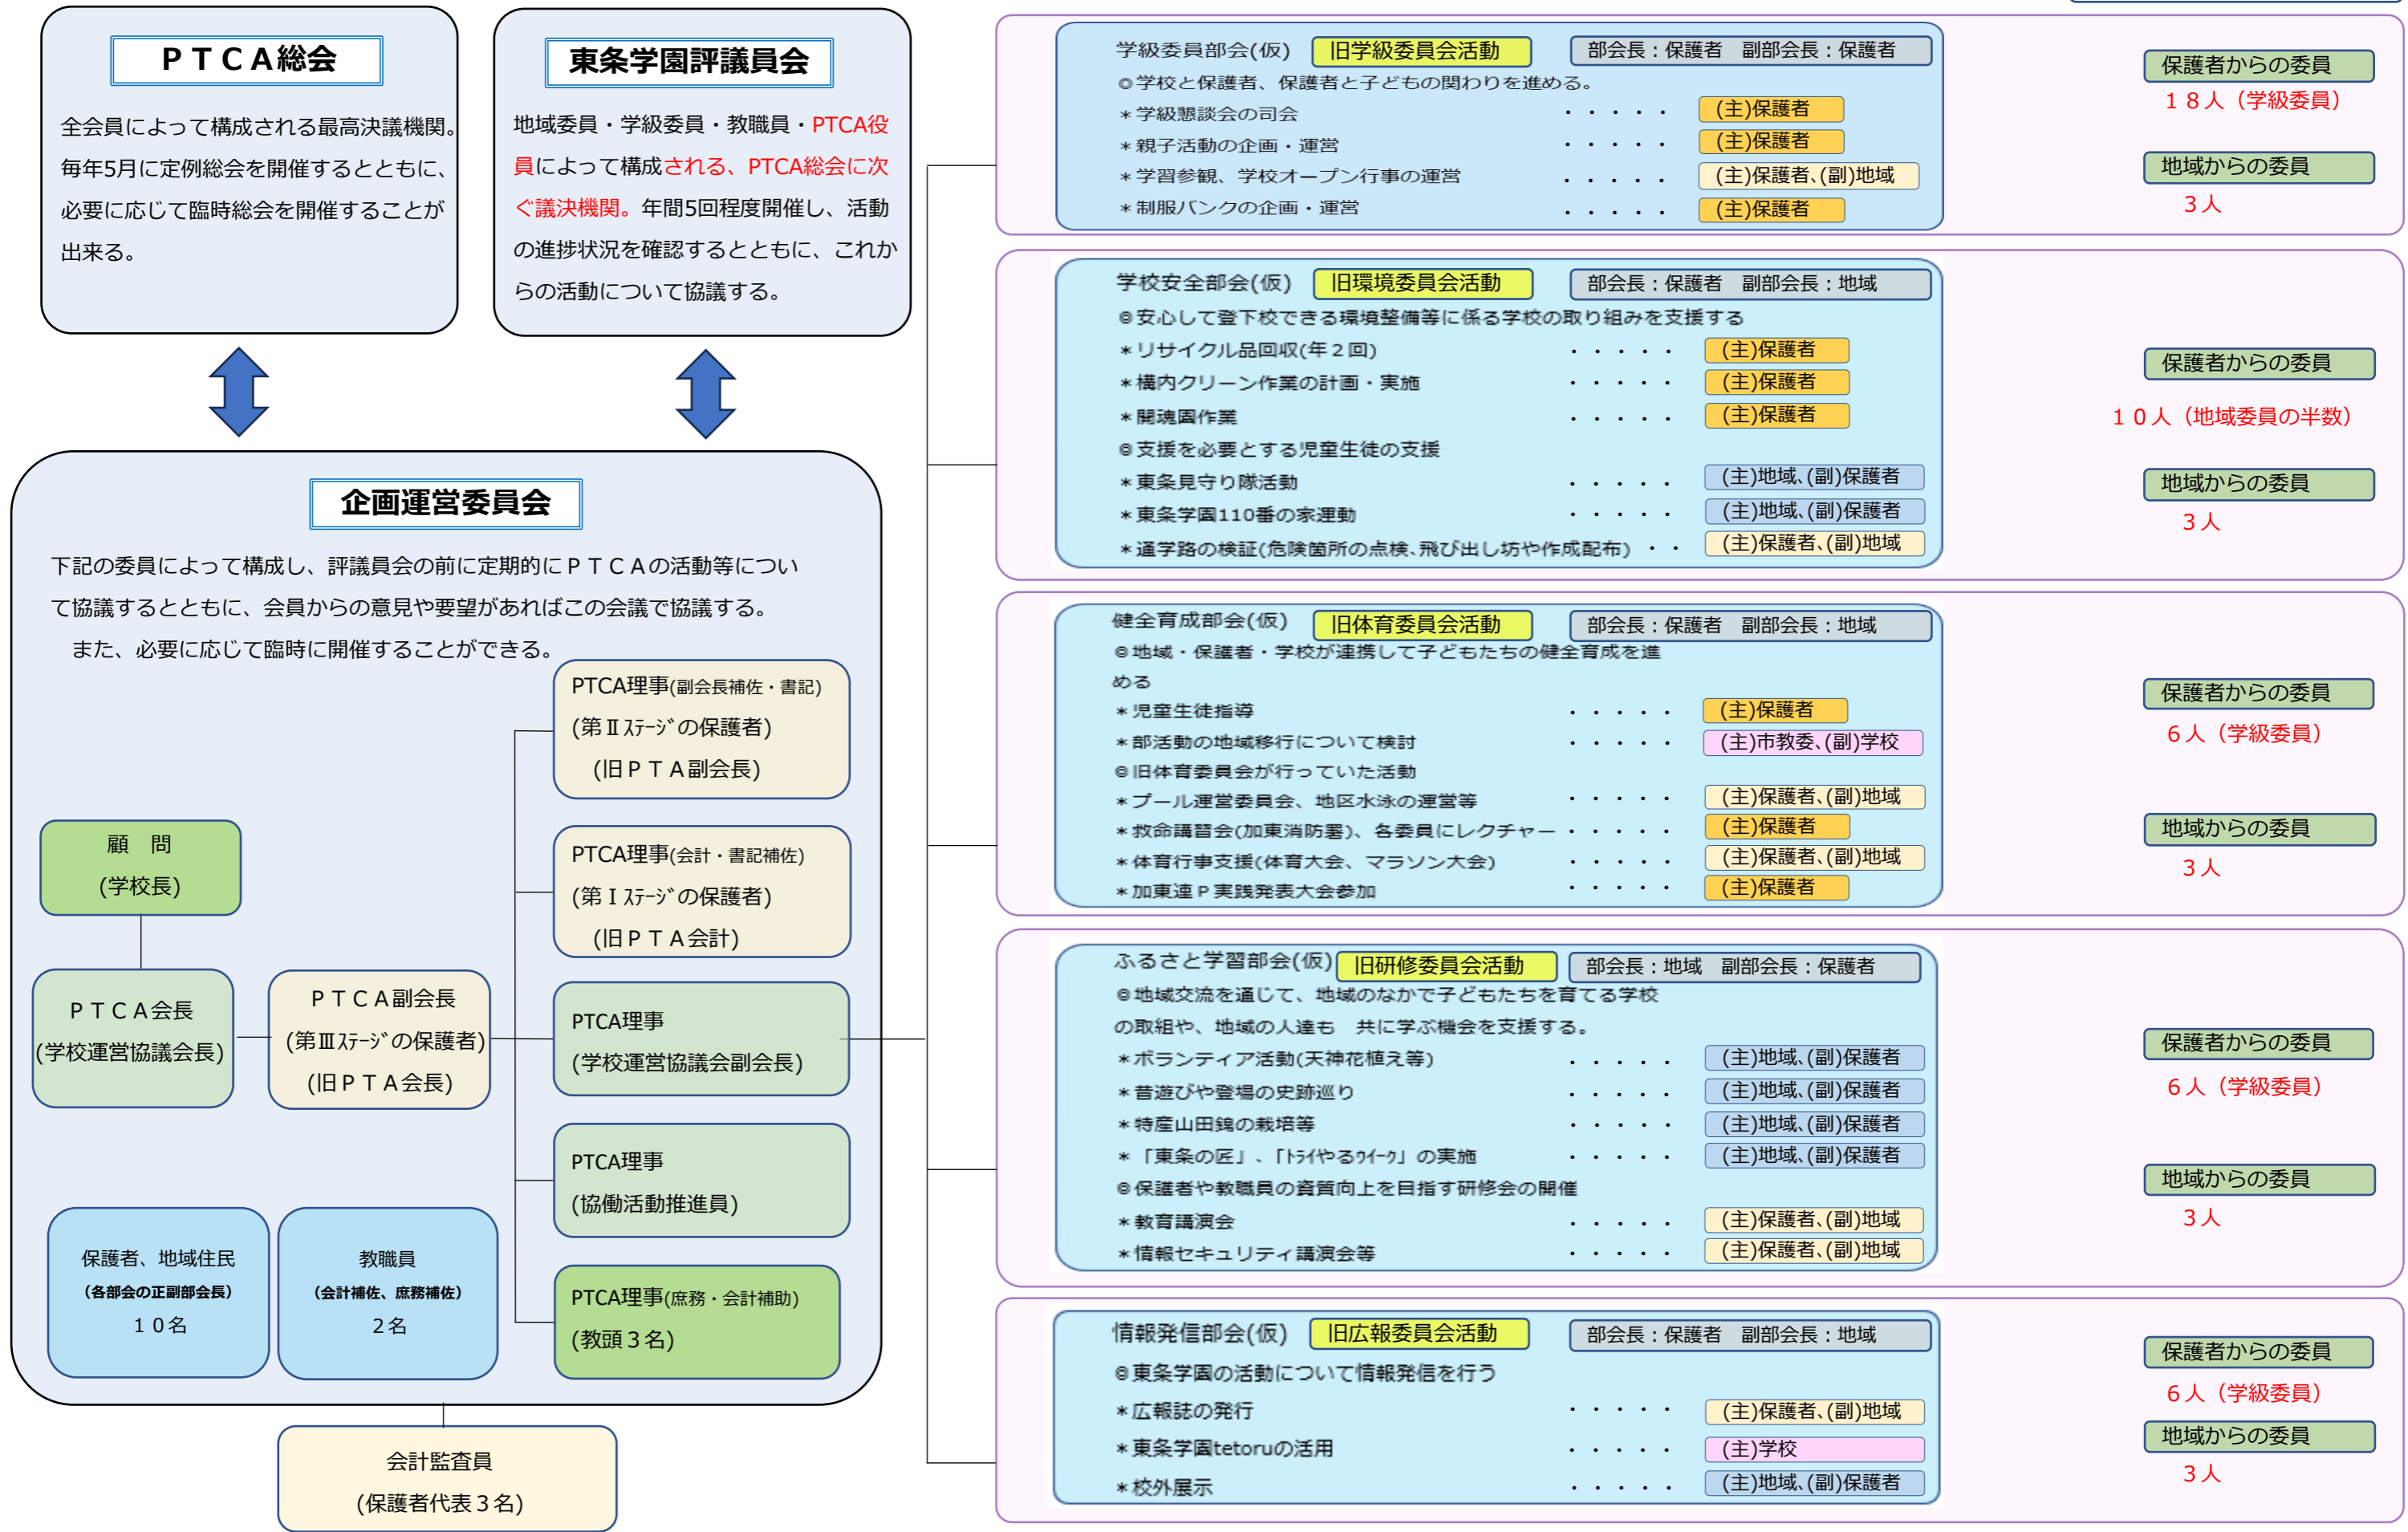 ＰＴＣＡ総会
全会員によって構成される最高決議機関。
毎年5月に定例総会を開催するとともに、
必要に応じて臨時総会を開催することが
出来る。
東条学園評議員会
地域委員・学級委員・教職員・PTCA役
員によって構成される、PTCA総会に次
ぐ議決機関。年間5回程度開催し、活動
の進捗状況を確認するとともに、これか
らの活動について協議する。
企画運営委員会
下記の委員によって構成し、評議員会の前に定期的にＰＴＣＡの活動等につい
て協議するとともに、会員からの意見や要望があればこの会議で協議する。
また、必要に応じて臨時に開催することができる。
顧　問
(学校長)
ＰＴＣＡ会長
(学校運営協議会長)
ＰＴＣＡ副会長
(第Ⅲｽﾃｰｼﾞの保護者)
(旧ＰＴＡ会長)
PTCA理事(副会長補佐・書記)
(第Ⅱｽﾃｰｼﾞの保護者)
(旧ＰＴＡ副会長)
PTCA理事(会計・書記補佐)
(第Ⅰｽﾃｰｼﾞの保護者)
(旧ＰＴＡ会計)
PTCA理事
(学校運営協議会副会長)
PTCA理事
(協働活動推進員)
PTCA理事(庶務・会計補助)
(教頭３名)
保護者、地域住民
（各部会の正副部会長）
１０名
教職員
（会計補佐、庶務補佐）
２名
会計監査員
(保護者代表３名)
学級委員部会(仮)　旧学級委員会活動　部会長：保護者　副部会長：保護者
◎学校と保護者、保護者と子どもの関わりを進める。
＊学級懇談会の司会　・・・・・　(主)保護者
＊親子活動の企画・運営　・・・・・　(主)保護者
＊学習参観、学校オープン行事の運営　・・・・・　(主)保護者、(副)地域
＊制服バンクの企画・運営　・・・・・　(主)保護者
保護者からの委員
１８人（学級委員）
地域からの委員
３人
学校安全部会(仮)　旧環境委員会活動　部会長：保護者　副部会長：地域
◎安心して登下校できる環境整備等に係る学校の取り組みを支援する
＊リサイクル品回収(年２回)　・・・・・　(主)保護者
＊構内クリーン作業の計画・実施　・・・・・　(主)保護者
＊開魂園作業　・・・・・　(主)保護者
◎支援を必要とする児童生徒の支援
＊東条見守り隊活動　・・・・・　(主)地域、(副)保護者
＊東条学園110番の家運動　・・・・・　(主)地域、(副)保護者
＊通学路の検証(危険箇所の点検、飛び出し坊や作成配布)　・・　(主)保護者、(副)地域
保護者からの委員
１０人（地域委員の半数）
地域からの委員
３人
健全育成部会(仮)　旧体育委員会活動　部会長：保護者　副部会長：地域
◎地域・保護者・学校が連携して子どもたちの健全育成を進
める
＊児童生徒指導　・・・・・　(主)保護者
＊部活動の地域移行について検討　・・・・・　(主)市教委、(副)学校
◎旧体育委員会が行っていた活動
＊プール運営委員会、地区水泳の運営等　・・・・・　(主)保護者、(副)地域
＊救命講習会(加東消防署)、各委員にレクチャー・・・・・　(主)保護者
＊体育行事支援(体育大会、マラソン大会)　・・・・・　(主)保護者、(副)地域
＊加東連Ｐ実践発表大会参加　・・・・・　(主)保護者
保護者からの委員
６人（学級委員）
地域からの委員
３人
ふるさと学習部会(仮)　旧研修委員会活動　部会長：地域　副部会長：保護者
◎地域交流を通じて、地域のなかで子どもたちを育てる学校
の取組や、地域の人達も　共に学ぶ機会を支援する。
＊ボランティア活動(天神花植え等)　・・・・・　(主)地域、(副)保護者
＊昔遊びや登場の史跡巡り　・・・・・　(主)地域、(副)保護者
＊特産山田錦の栽培等　・・・・・　(主)地域、(副)保護者
＊「東条の匠」、「ﾄﾗｲやるｳｲｰｸ」の実施　・・・・・　(主)地域、(副)保護者
◎保護者や教職員の資質向上を目指す研修会の開催
＊教育講演会　・・・・・　(主)保護者、(副)地域
＊情報セキュリティ講演会等　・・・・・　(主)保護者、(副)地域
保護者からの委員
６人（学級委員）
地域からの委員
３人
情報発信部会(仮)　旧広報委員会活動　部会長：保護者　副部会長：地域
◎東条学園の活動について情報発信を行う
＊広報誌の発行　・・・・・　(主)保護者、(副)地域
＊東条学園tetoruの活用　・・・・・　(主)学校
＊校外展示　・・・・・　(主)地域、(副)保護者
保護者からの委員
６人（学級委員）
地域からの委員
３人